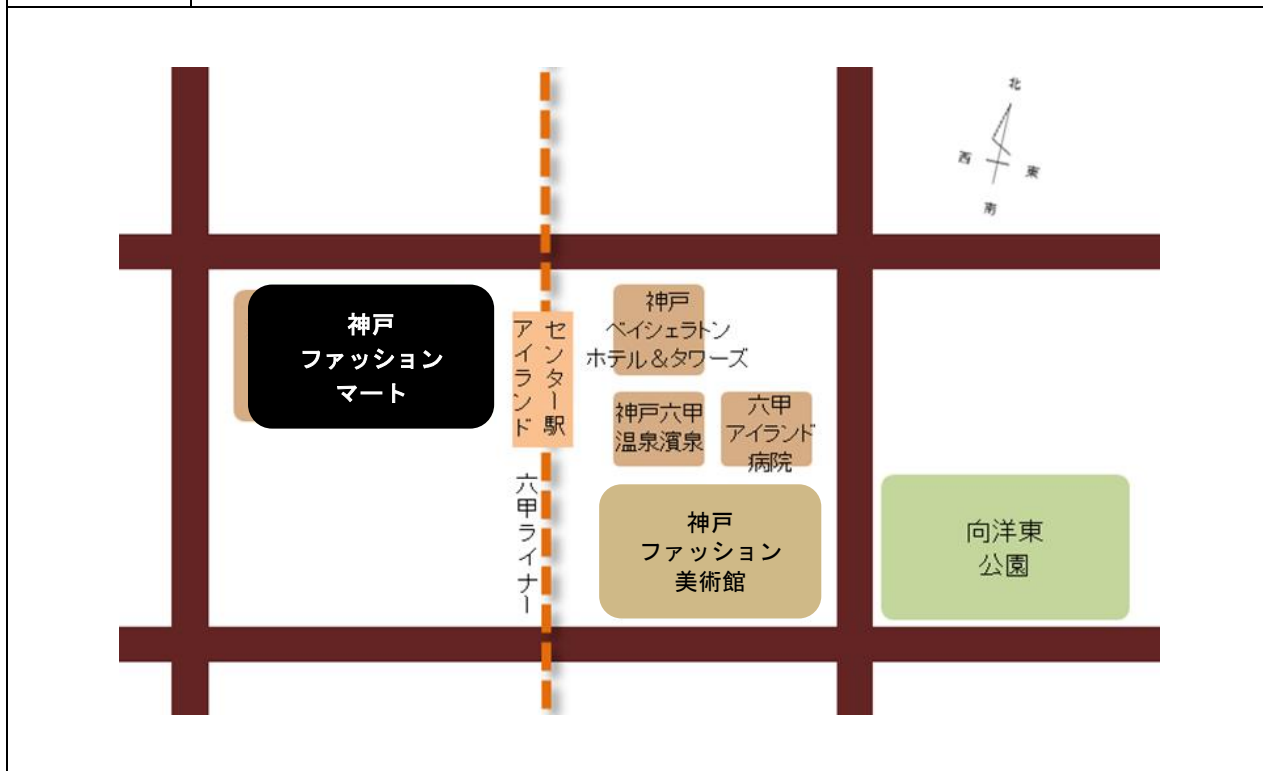 北
西
東
南
神戸
ファッション
マート
アイランド
センター駅
六甲ライナー
神戸
ベイシェラトン
ホテル&タワーズ
神戸六甲
温泉濱泉
六甲
アイランド
病院
神戸
ファッション
美術館
向洋東
公園